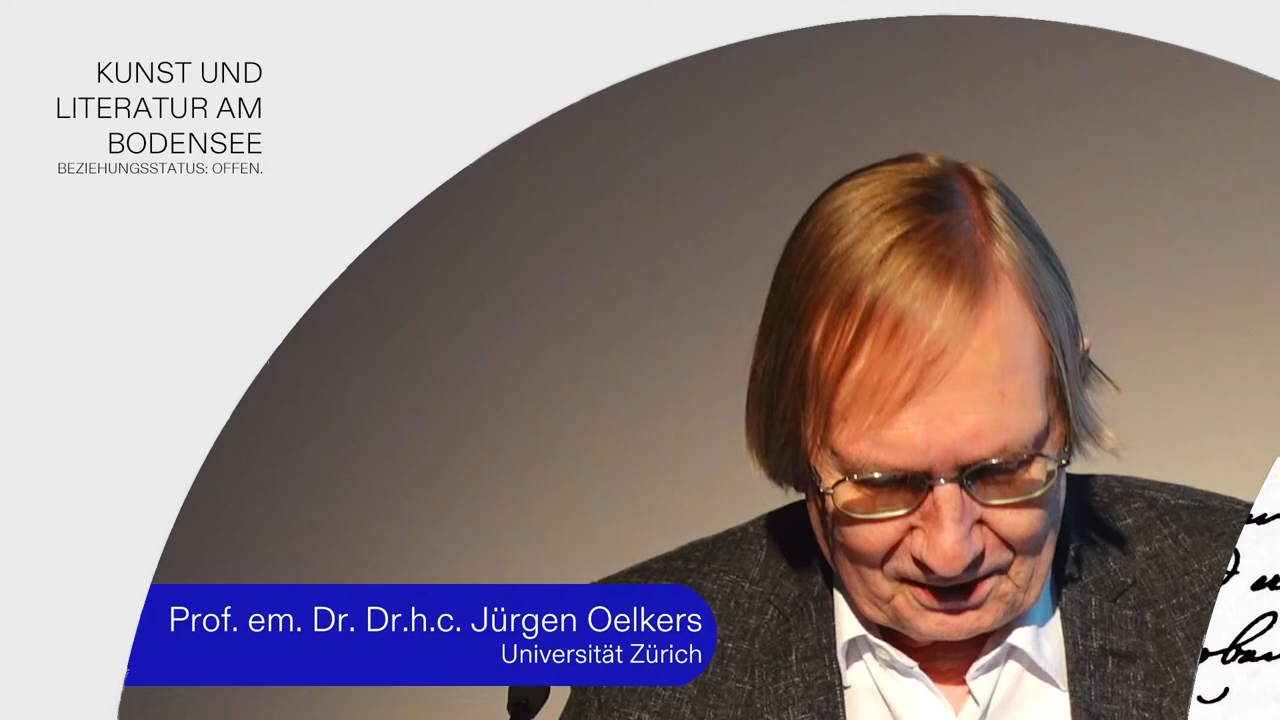 KUNST UND
LITERATUR AM
BODENSEE
BEZIEHUNGSSTATUS: OFFEN.
Prof. em. Dr. Dr.h.c. Jürgen Oelkers
Universität Zürich